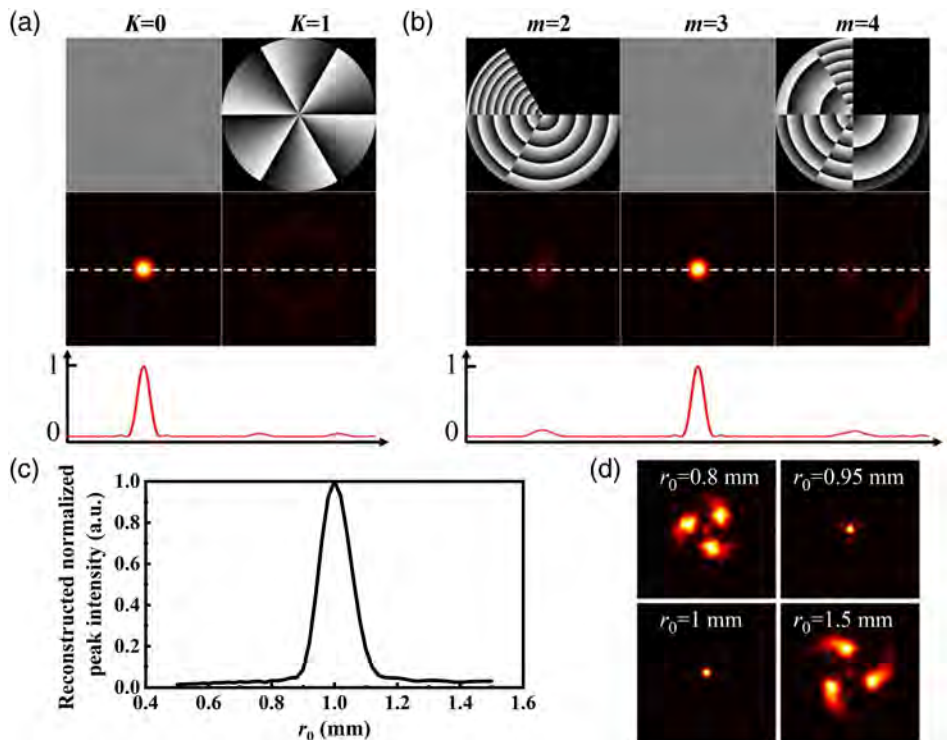 (a) K=0 K=1 (b) m=2 m=3 m=4
1 1
0 0
(c) (d)
Reconstructed normalized
peak intensity (a.u.)
1.0
0.8
0.6
0.4
0.2
0.0
0.4 0.6 0.8 1.0 1.2 1.4 1.6
r₀ (mm)
r₀=0.8 mm r₀=0.95 mm
r₀=1 mm r₀=1.5 mm